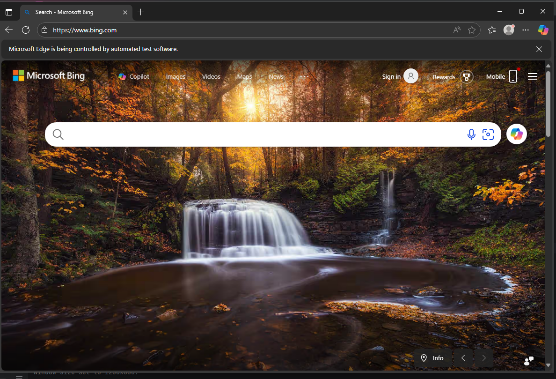 Search - Microsoft Bing
https://www.bing.com
Microsoft Edge is being controlled by automated test software.
Microsoft Bing
Copilot Images Videos Maps News Sign in Rewards Mobile
Info